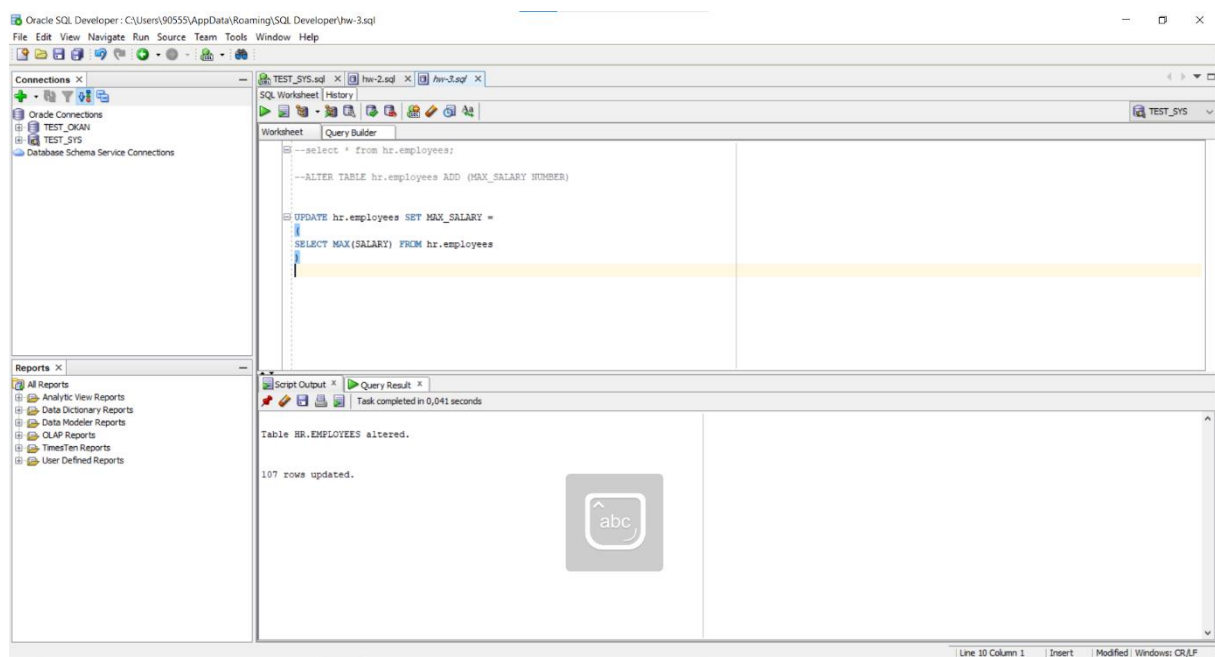 Oracle SQL Developer : C:\Users\90555\AppData\Roaming\SQL Developer\hw-3.sql
File Edit View Navigate Run Source Team Tools Window Help
Connections
Oracle Connections
TEST_OKAN
TEST_SYS
Database Schema Service Connections
TEST_SYS.sql hw-2.sql hw-3.sql
SQL Worksheet History
TEST_SYS
Worksheet Query Builder
--select * from hr.employees;
--ALTER TABLE hr.employees ADD (MAX_SALARY NUMBER)
UPDATE hr.employees SET MAX_SALARY =
(
SELECT MAX(SALARY) FROM hr.employees
)
Reports
All Reports
Analytic View Reports
Data Dictionary Reports
Data Modeler Reports
OLAP Reports
TimesTen Reports
User Defined Reports
Script Output Query Result
Task completed in 0,041 seconds
Table HR.EMPLOYEES altered.
107 rows updated.
abc
Line 10 Column 1 Insert Modified Windows: CR/LF